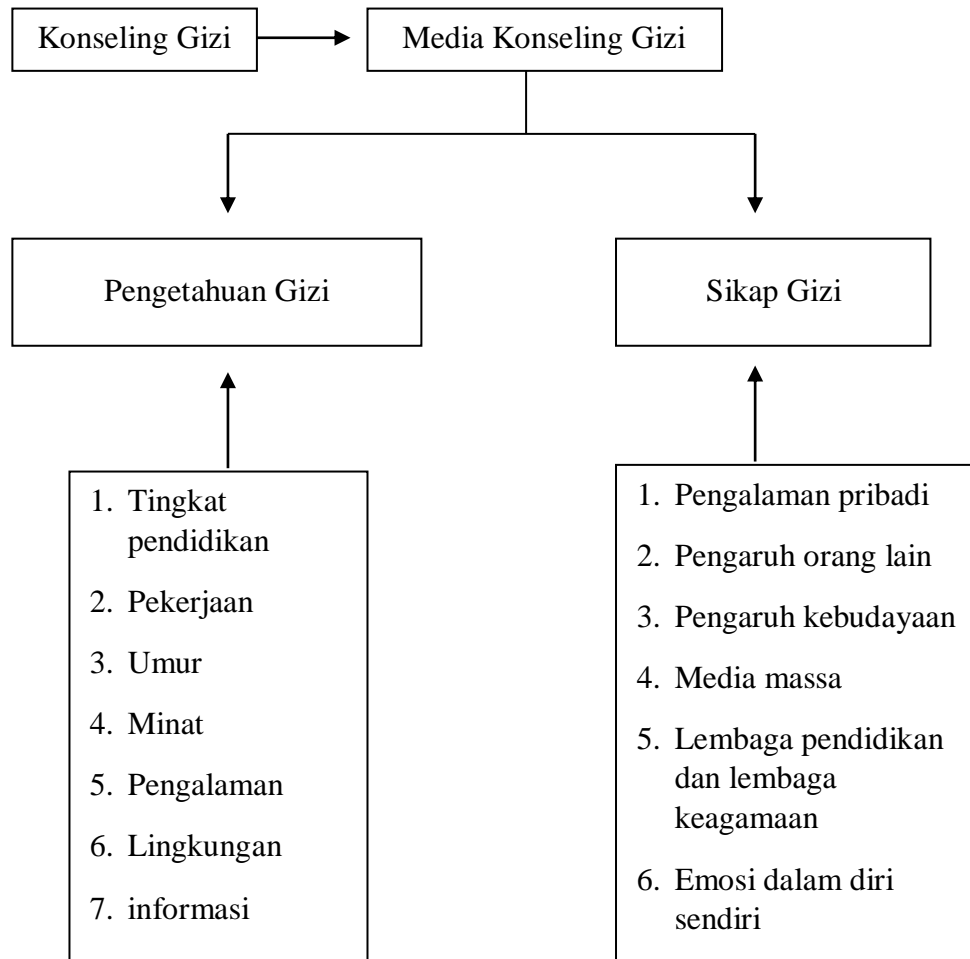 Konseling Gizi
Media Konseling Gizi
Pengetahuan Gizi
Sikap Gizi
1. Tingkat
pendidikan
2. Pekerjaan
3. Umur
4. Minat
5. Pengalaman
6. Lingkungan
7. informasi
1. Pengalaman pribadi
2. Pengaruh orang lain
3. Pengaruh kebudayaan
4. Media massa
5. Lembaga pendidikan
dan lembaga
keagamaan
6. Emosi dalam diri
sendiri